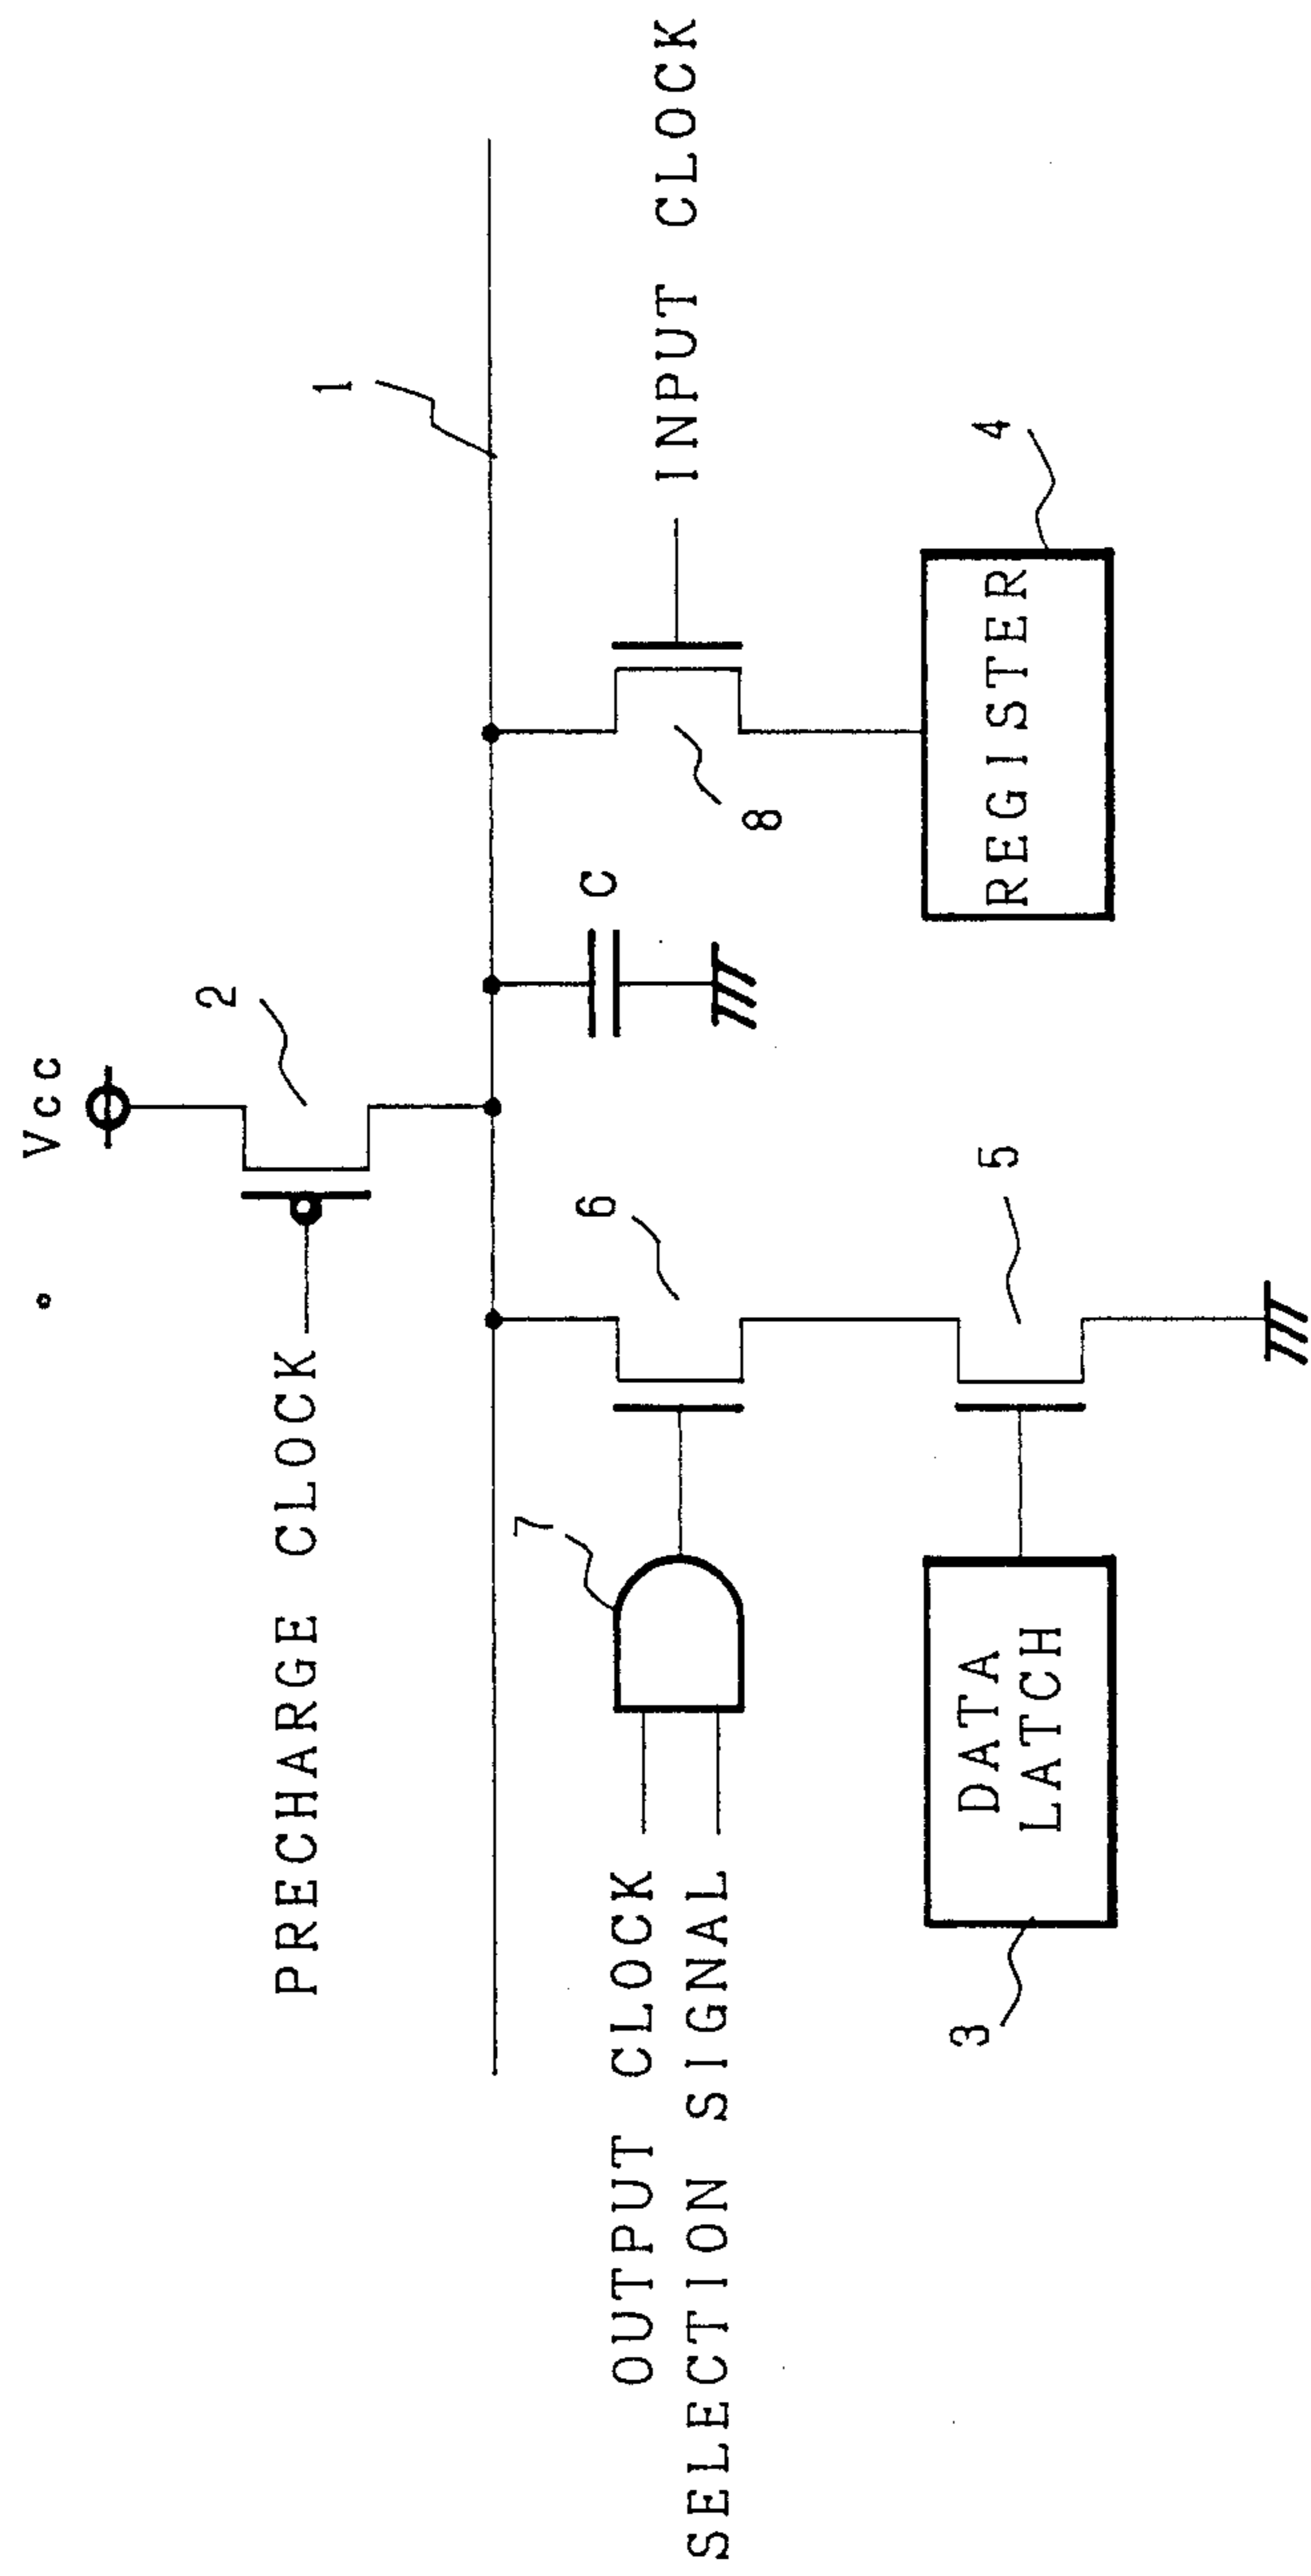 Vcc
2
PRECHARGE CLOCK
1
C
6
7
OUTPUT CLOCK
SELECTION SIGNAL
8
INPUT CLOCK
5
3
DATA
LATCH
4
REGISTER